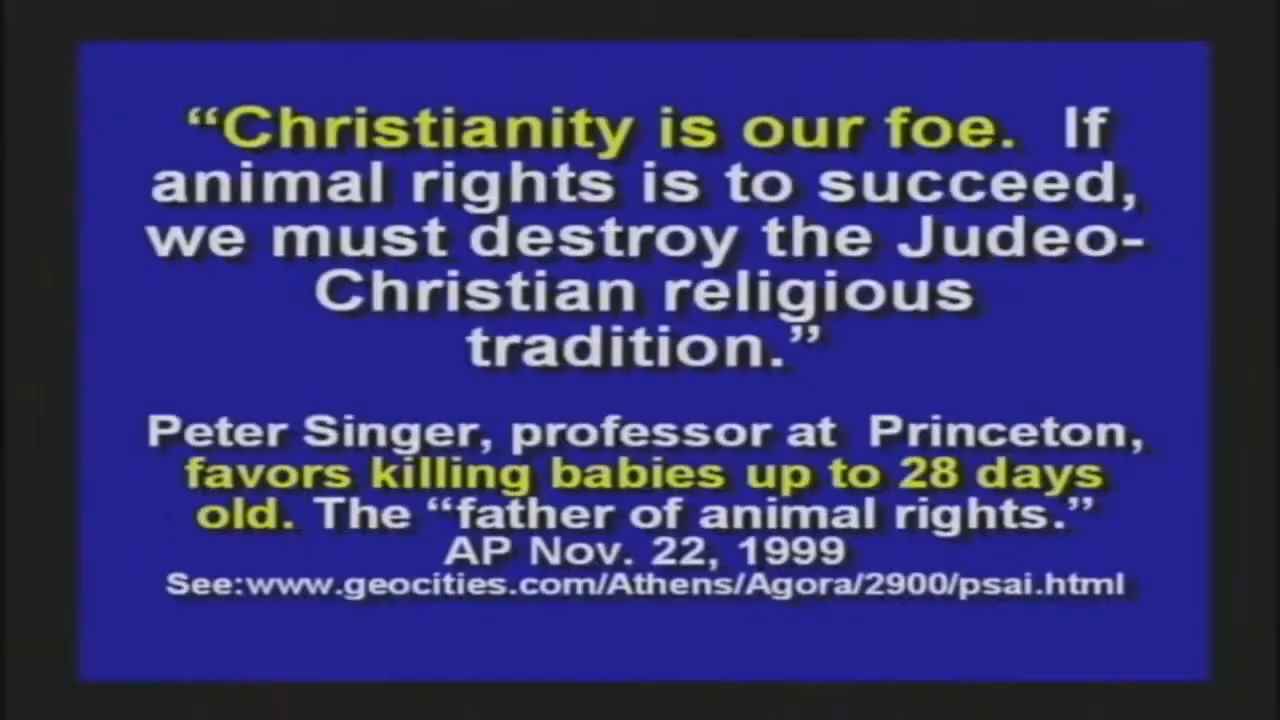 “Christianity is our foe. If
animal rights is to succeed,
we must destroy the Judeo-
Christian religious
tradition.”
Peter Singer, professor at Princeton,
favors killing babies up to 28 days
old. The “father of animal rights.”
AP Nov. 22, 1999
See:www.geocities.com/Athens/Agora/2900/psai.html